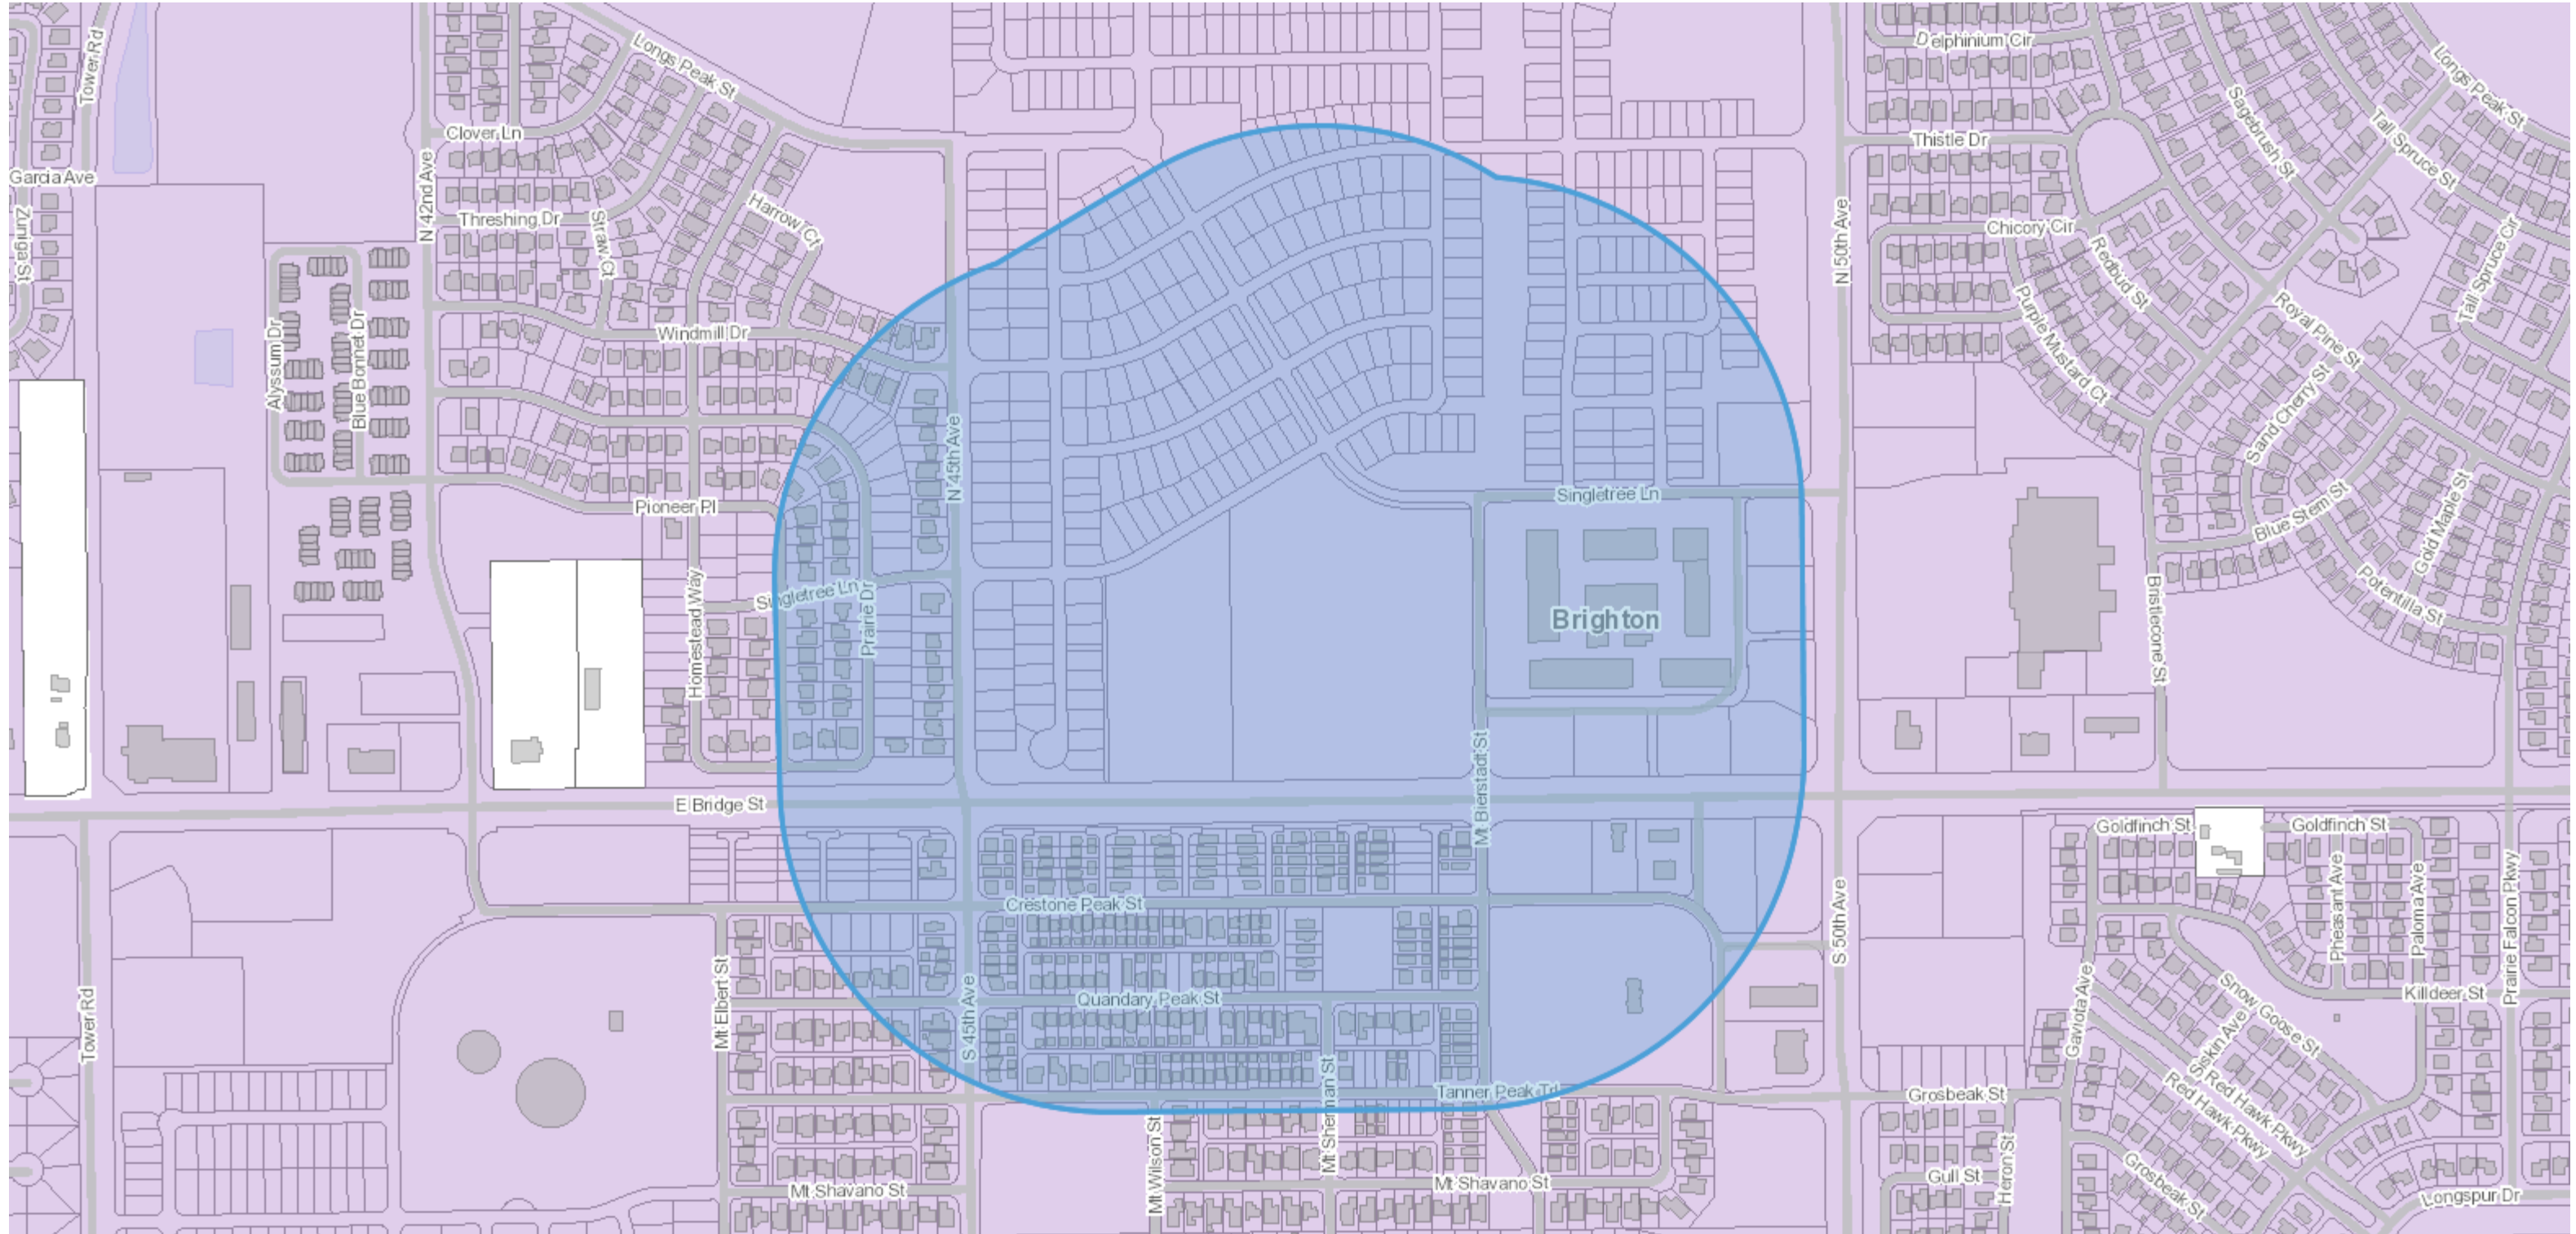 Tower Rd
Longs Peak St
Delphinium Cir
Longs Peak St
Clover Ln
Sagebrush St
Tall Spruce St
Thistle Dr
Garcia Ave
N 42nd Ave
Zuniga St
Threshing Dr
Straw Ct
Harrow Ct
N 50th Ave
Chicory Cir
Redbud St
Tall Spruce Cir
Alyssum Dr
Blue Bonnet Dr
Windmill Dr
Purple Mustard Ct
Royal Pine St
Sand Cherry St
N 45th Ave
Pioneer Pl
Singletree Ln
Blue Stem St
Gold Maple St
Homestead Way
Singletree Ln
Prairie Dr
Brighton
Bristlecone St
Potentilla St
Mt Bierstadt St
E Bridge St
Goldfinch St
Goldfinch St
Crestone Peak St
S 50th Ave
Pheasant Ave
Paloma Ave
Prairie Falcon Pkwy
Tower Rd
Mt Elbert St
S 45th Ave
Quandary Peak St
Gaviota Ave
Snow Goose St
Killdeer St
Siskin Ave
Mt Sherman St
Tanner Peak Trl
Grosbeak St
Red Hawk Pkwy
Red Hawk Pkwy
Mt Wilson St
Mt Shavano St
Mt Shavano St
Gull St
Heron St
Grosbeak St
Longspur Dr